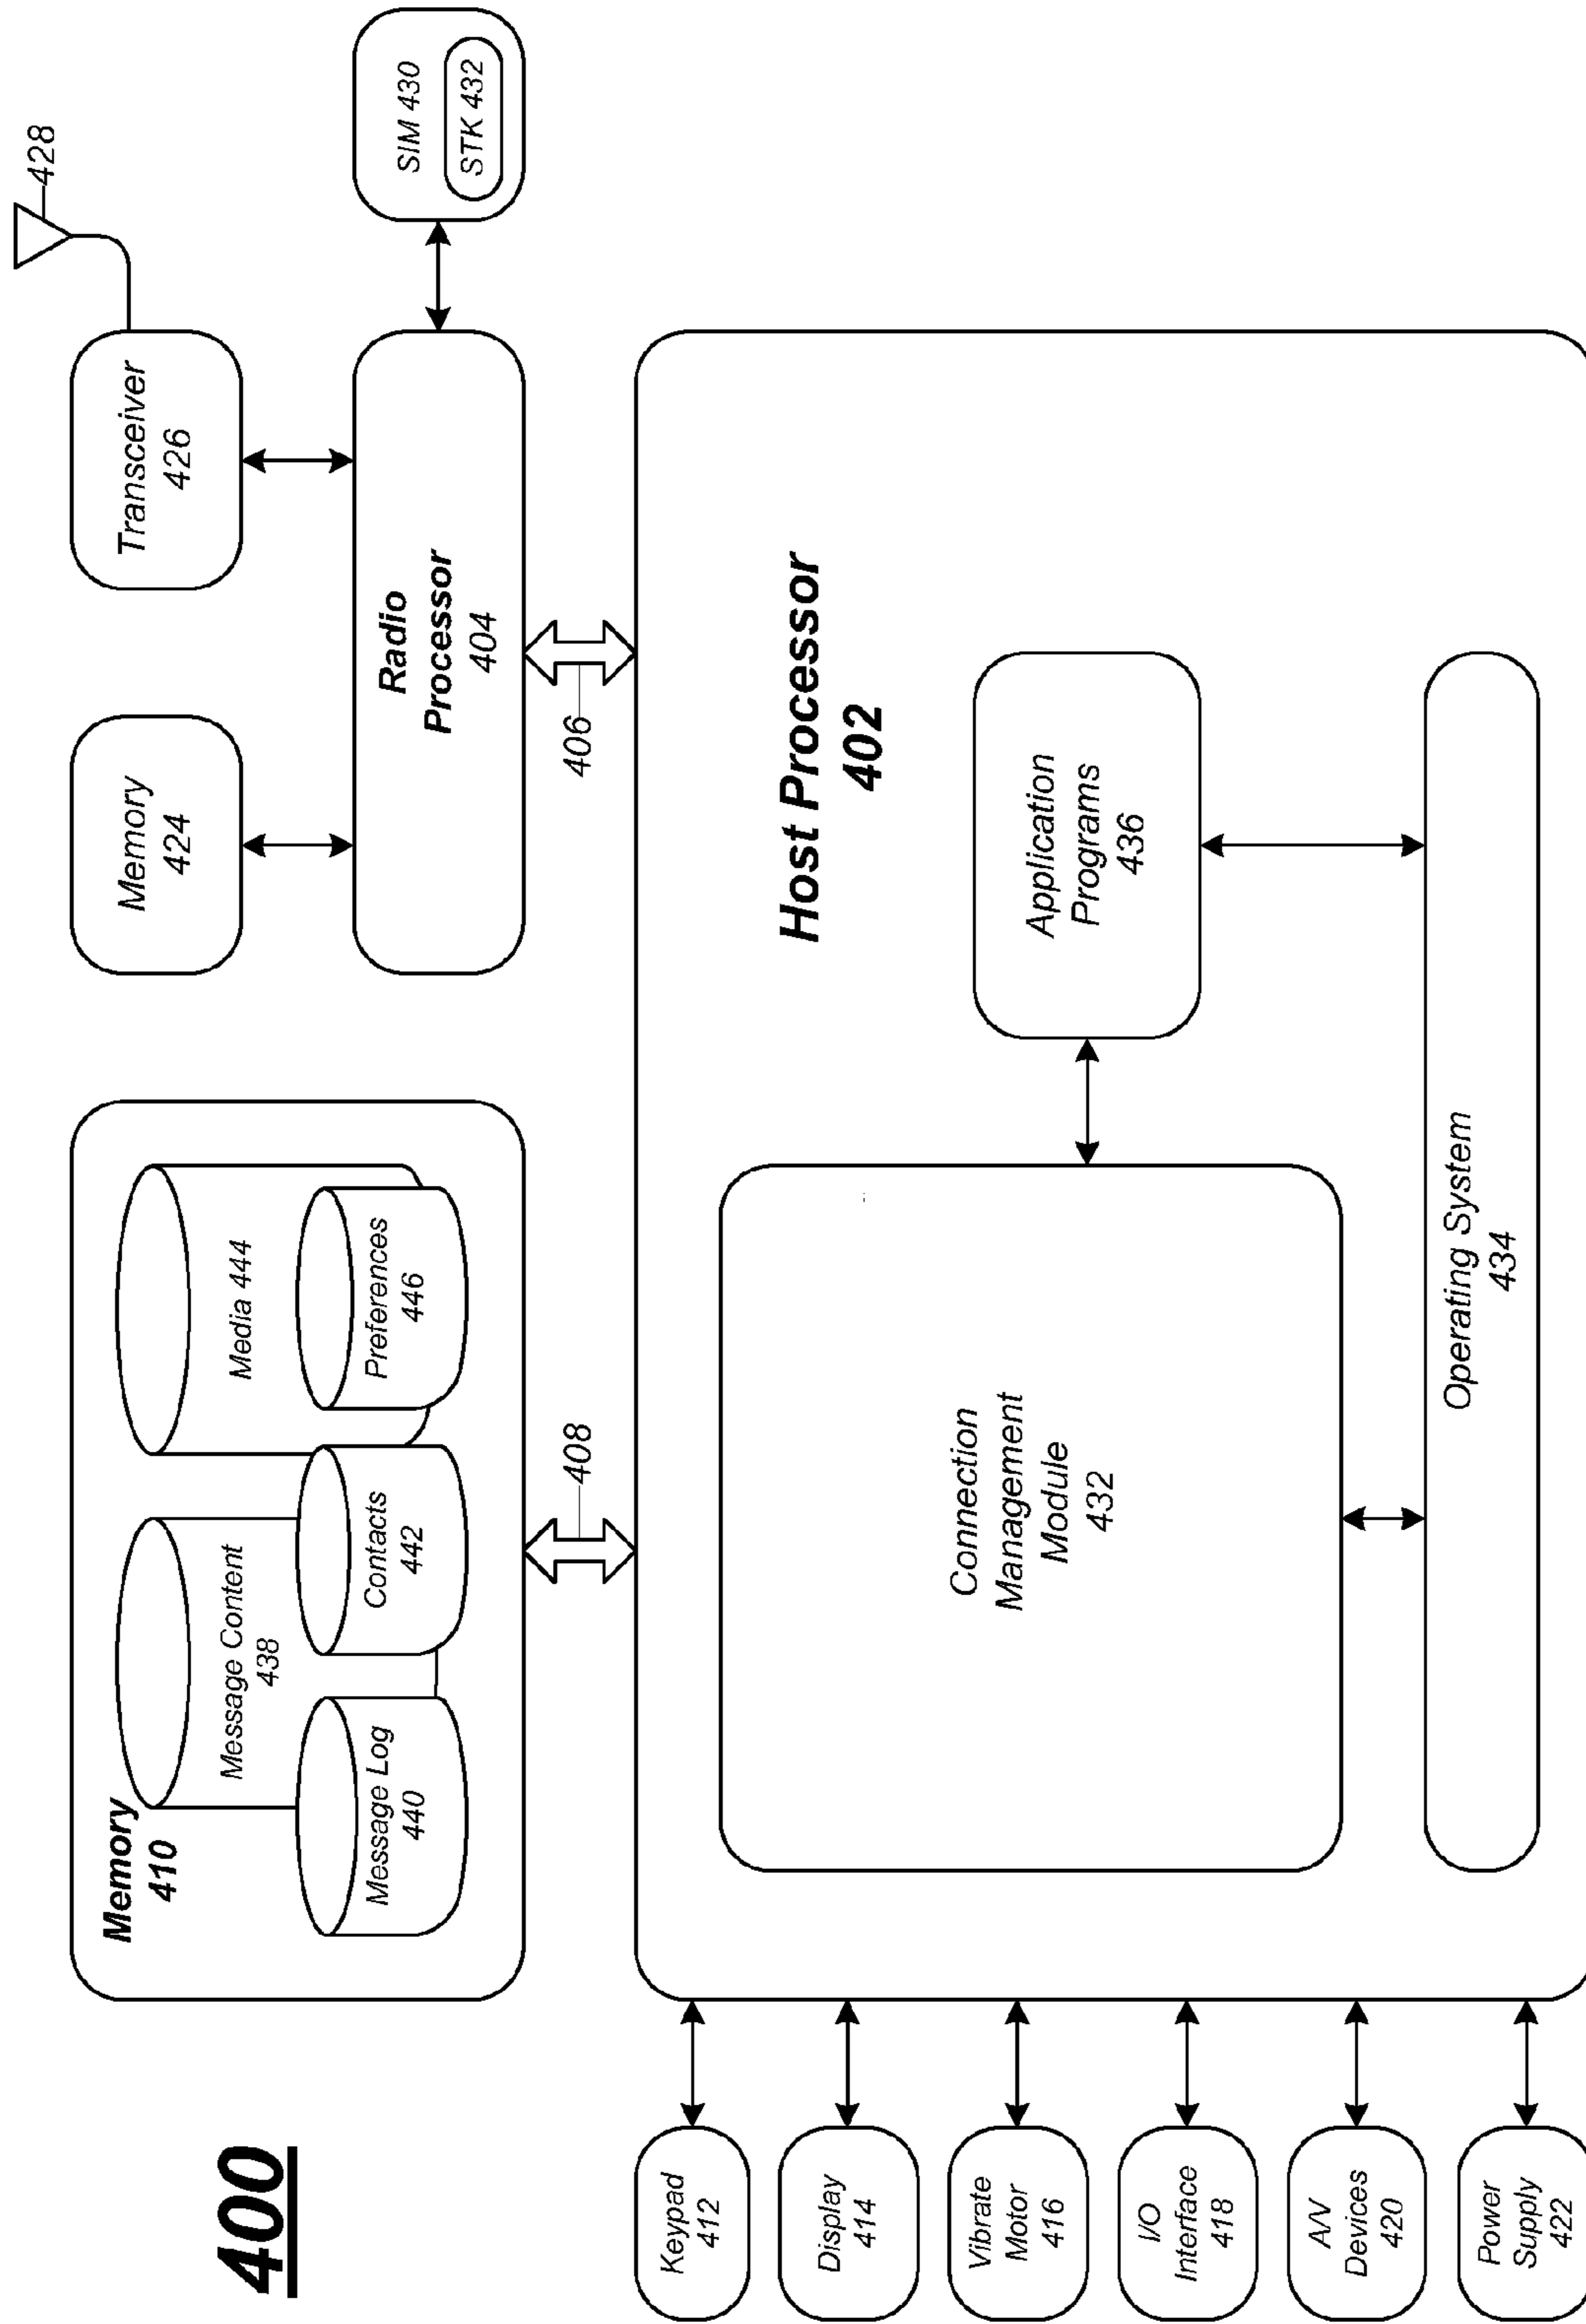 400
Memory
410
Message Content
438
Media 444
Message Log
440
Contacts
442
Preferences
446
Memory
424
Transceiver
426
428
Radio
Processor
404
SIM 430
STK 432
408
406
Host Processor
402
Connection
Management
Module
432
Application
Programs
436
Operating System
434
Keypad
412
Display
414
Vibrate
Motor
416
I/O
Interface
418
A/V
Devices
420
Power
Supply
422